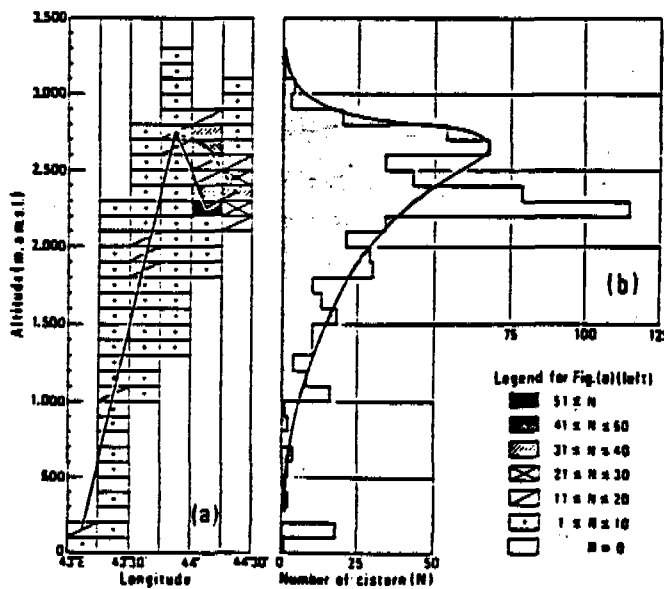 Altitude (m.a.m.s.l.)
3.500
3.000
2.500
2.000
1.500
1.000
500
0
(a)
43°30'
44°
44°30'
Longitude
(b)
75
100
125
0
25
50
Number of cistern (N)
Legend for Fig.(a)(left)
51 ≤ N
41 ≤ N ≤ 50
31 ≤ N ≤ 40
21 ≤ N ≤ 30
11 ≤ N ≤ 20
1 ≤ N ≤ 10
N = 0